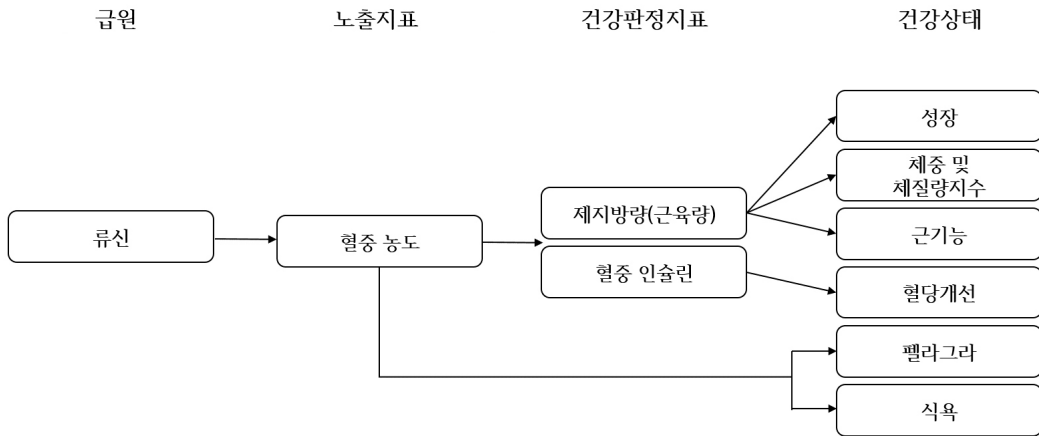 급원 노출지표 건강판정지표 건강상태
성장
체중 및
체질량지수
제지방량(근육량)
류신
혈중 농도
근기능
혈중 인슐린
혈당개선
펠라그라
식욕